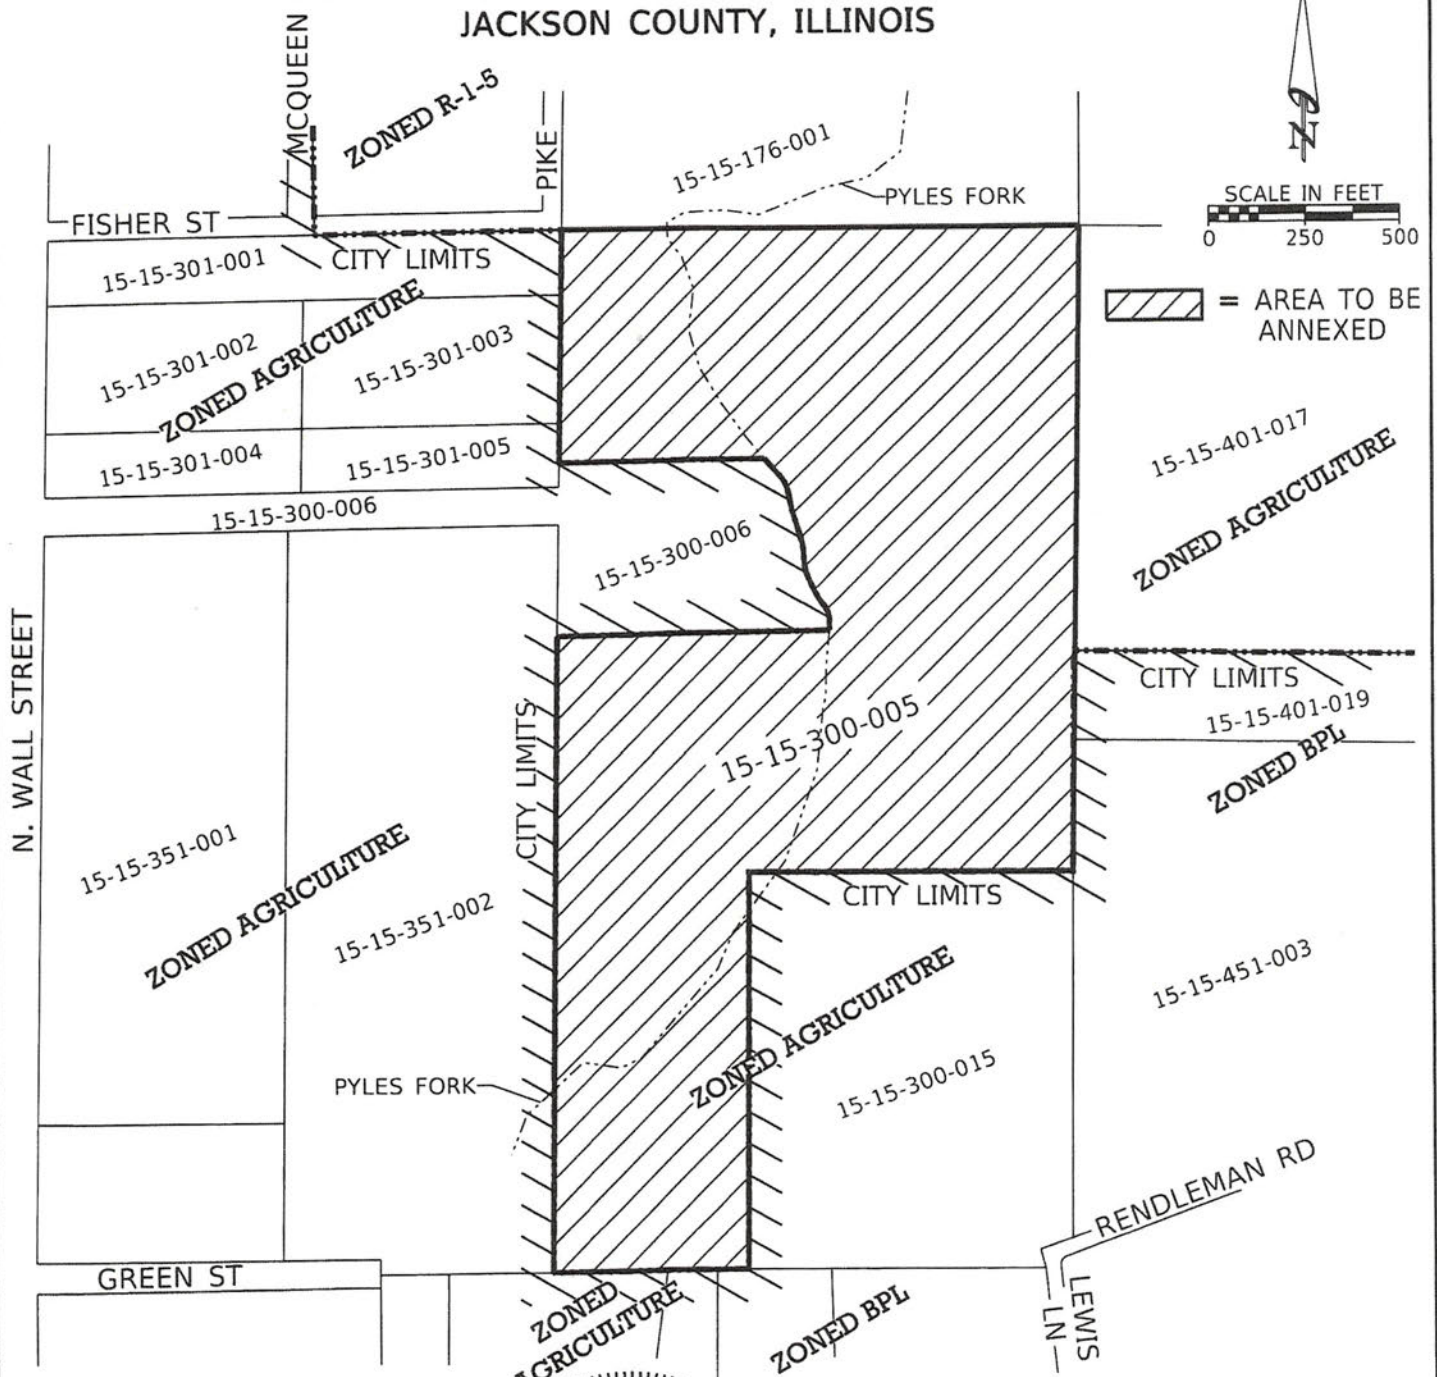 JACKSON COUNTY, ILLINOIS
MCQUEEN
ZONED R-1-5
PIKE
15-15-176-001
PYLES FORK
N
SCALE IN FEET
0 250 500
FISHER ST
CITY LIMITS
15-15-301-001
= AREA TO BE
ANNEXED
15-15-301-002
ZONED AGRICULTURE
15-15-301-003
15-15-301-004
15-15-301-005
15-15-401-017
ZONED AGRICULTURE
15-15-300-006
15-15-300-006
N. WALL STREET
CITY LIMITS
CITY LIMITS
15-15-401-019
15-15-300-005
ZONED BPL
15-15-351-001
ZONED AGRICULTURE
15-15-351-002
CITY LIMITS
15-15-451-003
ZONED AGRICULTURE
15-15-300-015
PYLES FORK
RENDLEMAN RD
GREEN ST
ZONED
AGRICULTURE
ZONED BPL
LEWIS
LN